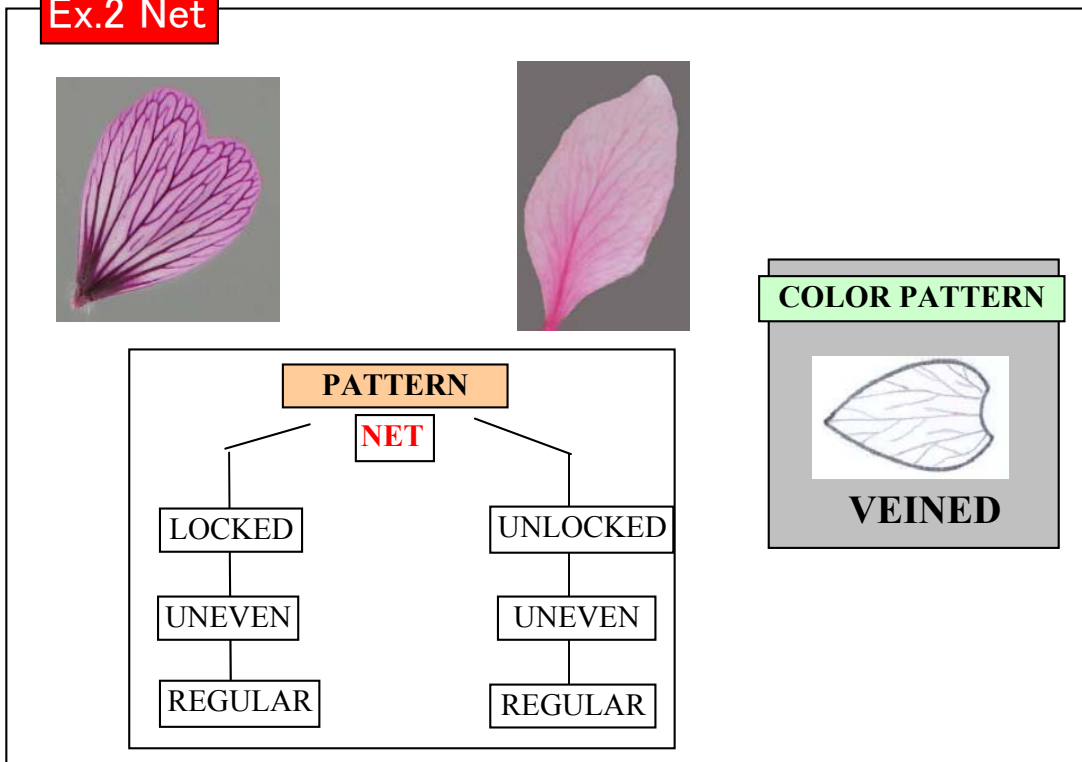 Ex.2 Net
COLOR PATTERN
VEINED
PATTERN
NET
LOCKED
UNLOCKED
UNEVEN
UNEVEN
REGULAR
REGULAR